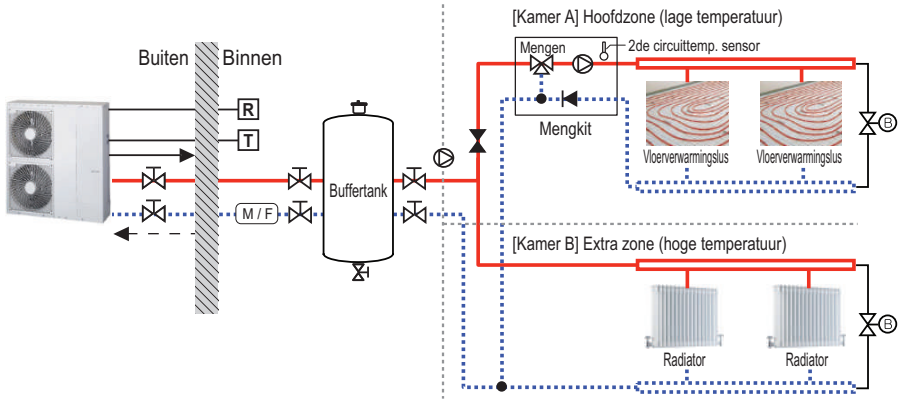 [Kamer A] Hoofdzone (lage temperatuur)
Buiten
Binnen
Mengen
2de circuittemp. sensor
R
T
Mengkit
B
Vloerverwarmingslus
Vloerverwarmingslus
Buffertank
M / F
[Kamer B] Extra zone (hoge temperatuur)
B
Radiator
Radiator